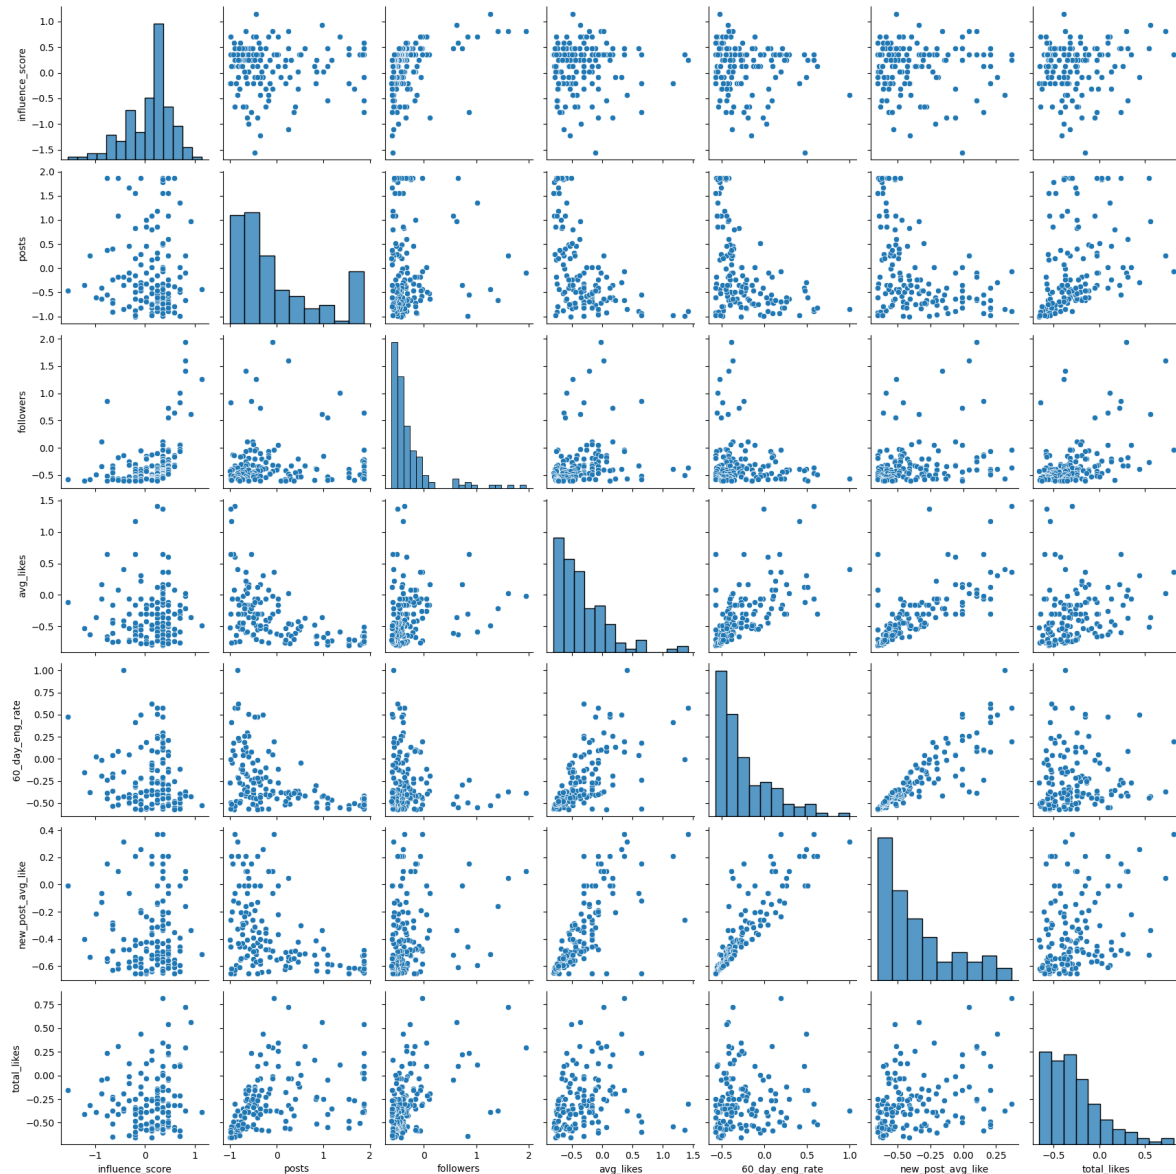 influence_score
1.0
0.5
0.0
−0.5
−1.0
−1.5
posts
2.0
1.5
1.0
0.5
0.0
−0.5
−1.0
followers
2.0
1.5
1.0
0.5
0.0
−0.5
avg_likes
1.5
1.0
0.5
0.0
−0.5
60_day_eng_rate
1.00
0.75
0.50
0.25
0.00
−0.25
−0.50
new_post_avg_like
0.4
0.2
0.0
−0.2
−0.4
−0.6
total_likes
0.75
0.50
0.25
0.00
−0.25
−0.50
−1 0 1
influence_score
−1 0 1 2
posts
0 1 2
followers
−0.5 0.0 0.5 1.0 1.5
avg_likes
−0.5 0.0 0.5 1.0
60_day_eng_rate
−0.50 −0.25 0.00 0.25
new_post_avg_like
−0.5 0.0 0.5
total_likes